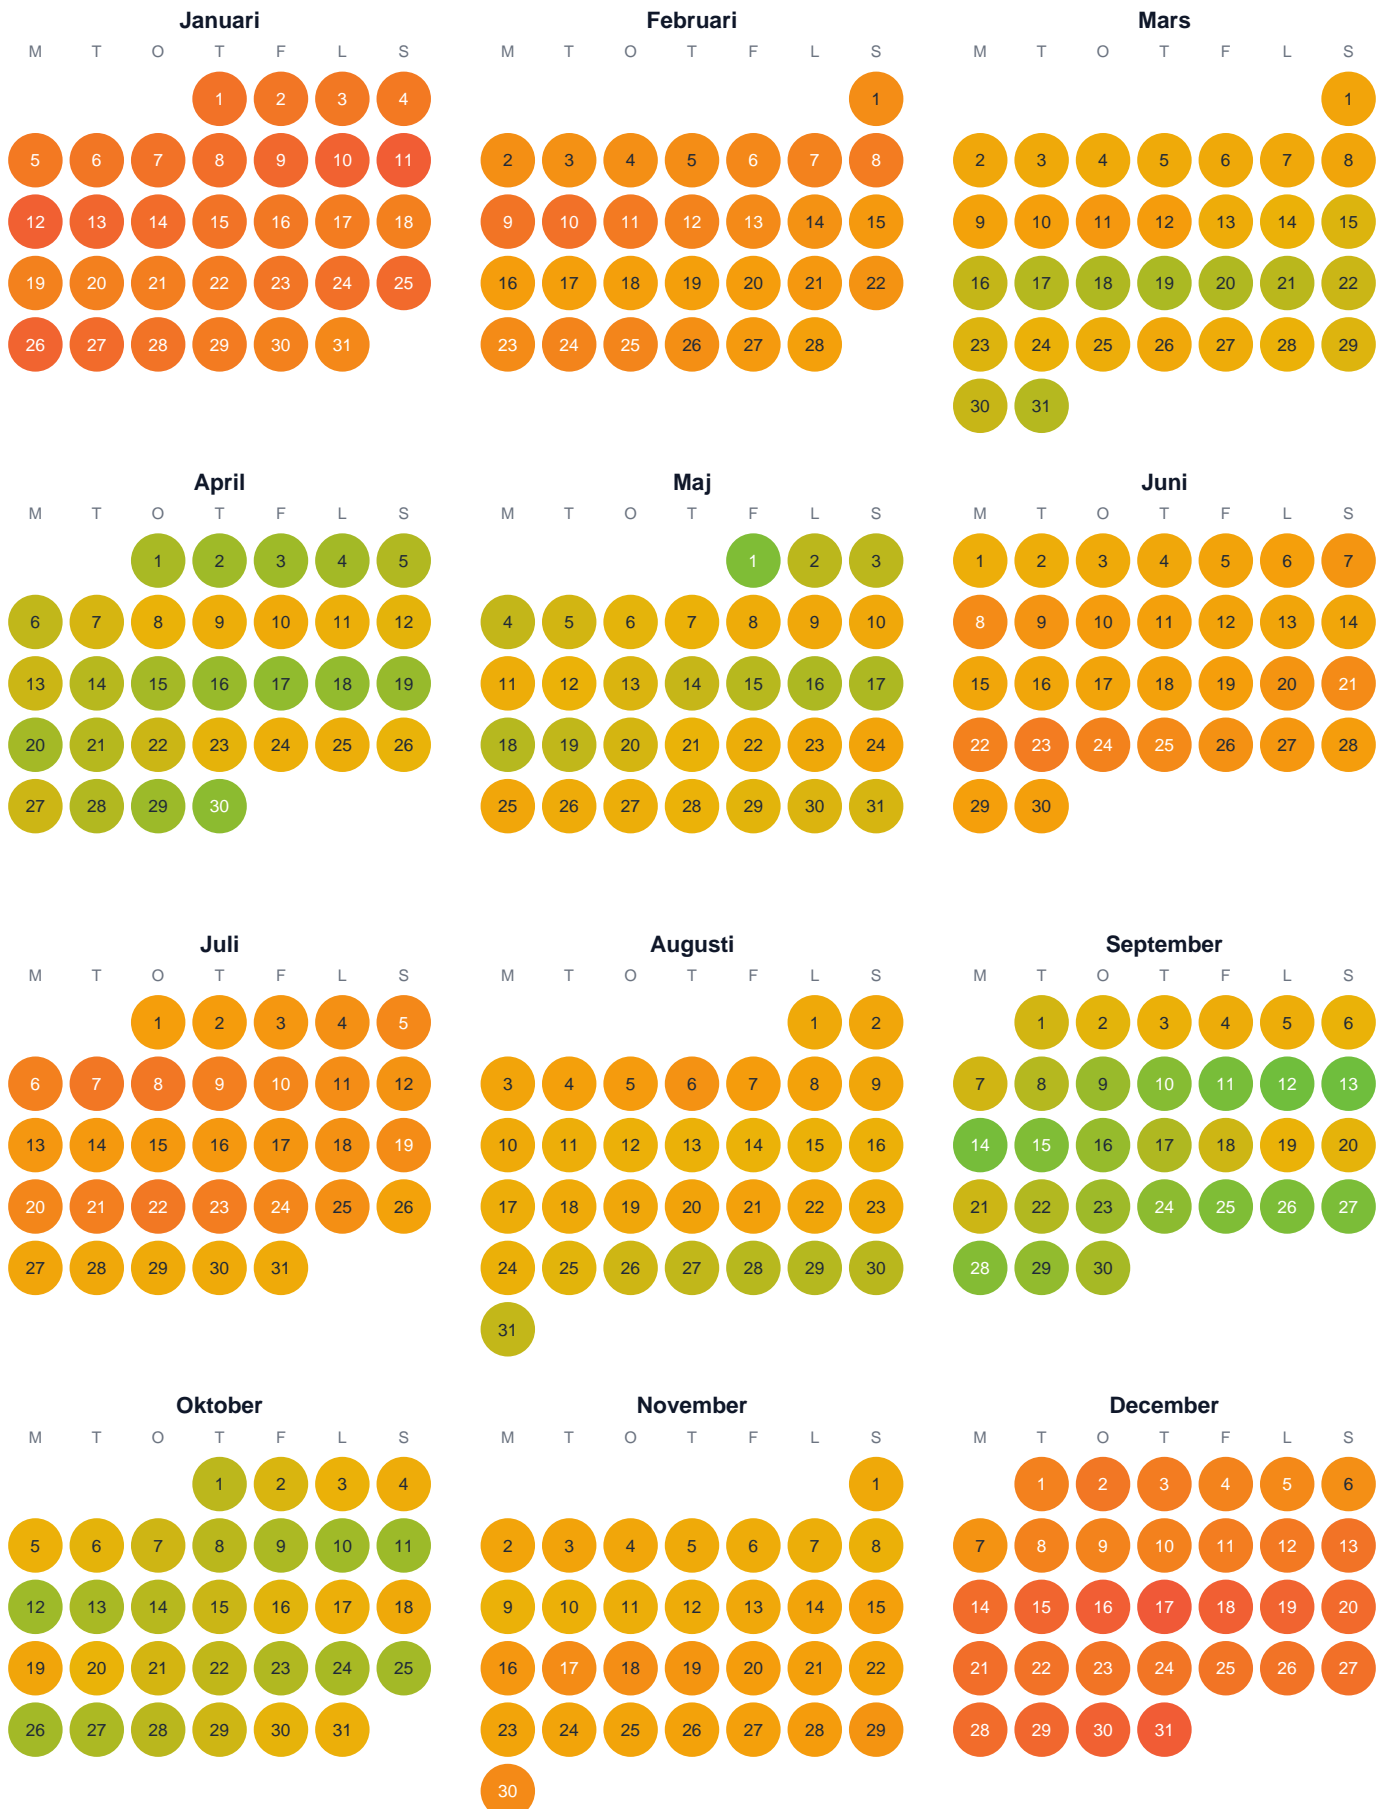 Januari Februari Mars
M T O T F L S M T O T F L S M T O T F L S
1 2 3 4 1 1
5 6 7 8 9 10 11 2 3 4 5 6 7 8 2 3 4 5 6 7 8
12 13 14 15 16 17 18 9 10 11 12 13 14 15 9 10 11 12 13 14 15
19 20 21 22 23 24 25 16 17 18 19 20 21 22 16 17 18 19 20 21 22
26 27 28 29 30 31 23 24 25 26 27 28 23 24 25 26 27 28 29
30 31
April Maj Juni
M T O T F L S M T O T F L S M T O T F L S
1 2 3 4 5 1 2 3 1 2 3 4 5 6 7
6 7 8 9 10 11 12 4 5 6 7 8 9 10 8 9 10 11 12 13 14
13 14 15 16 17 18 19 11 12 13 14 15 16 17 15 16 17 18 19 20 21
20 21 22 23 24 25 26 18 19 20 21 22 23 24 22 23 24 25 26 27 28
27 28 29 30 25 26 27 28 29 30 31 29 30
Juli Augusti September
M T O T F L S M T O T F L S M T O T F L S
1 2 3 4 5 1 2 1 2 3 4 5 6
6 7 8 9 10 11 12 3 4 5 6 7 8 9 7 8 9 10 11 12 13
13 14 15 16 17 18 19 10 11 12 13 14 15 16 14 15 16 17 18 19 20
20 21 22 23 24 25 26 17 18 19 20 21 22 23 21 22 23 24 25 26 27
27 28 29 30 31 24 25 26 27 28 29 30 28 29 30
31
Oktober November December
M T O T F L S M T O T F L S M T O T F L S
1 2 3 4 1 1 2 3 4 5 6
5 6 7 8 9 10 11 2 3 4 5 6 7 8 7 8 9 10 11 12 13
12 13 14 15 16 17 18 9 10 11 12 13 14 15 14 15 16 17 18 19 20
19 20 21 22 23 24 25 16 17 18 19 20 21 22 21 22 23 24 25 26 27
26 27 28 29 30 31 23 24 25 26 27 28 29 28 29 30 31
30